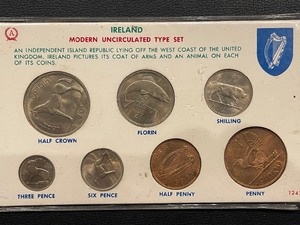 A
IRELAND
MODERN UNCIRCULATED TYPE SET
AN INDEPENDENT ISLAND REPUBLIC LYING OFF THE WEST COAST OF THE UNITED
KINGDOM, IRELAND PICTURES ITS COAT OF ARMS AND AN ANIMAL ON EACH
OF ITS COINS.
SHILLING
FLORIN
HALF CROWN
THREE PENCE
SIX PENCE
HALF PENNY
PENNY